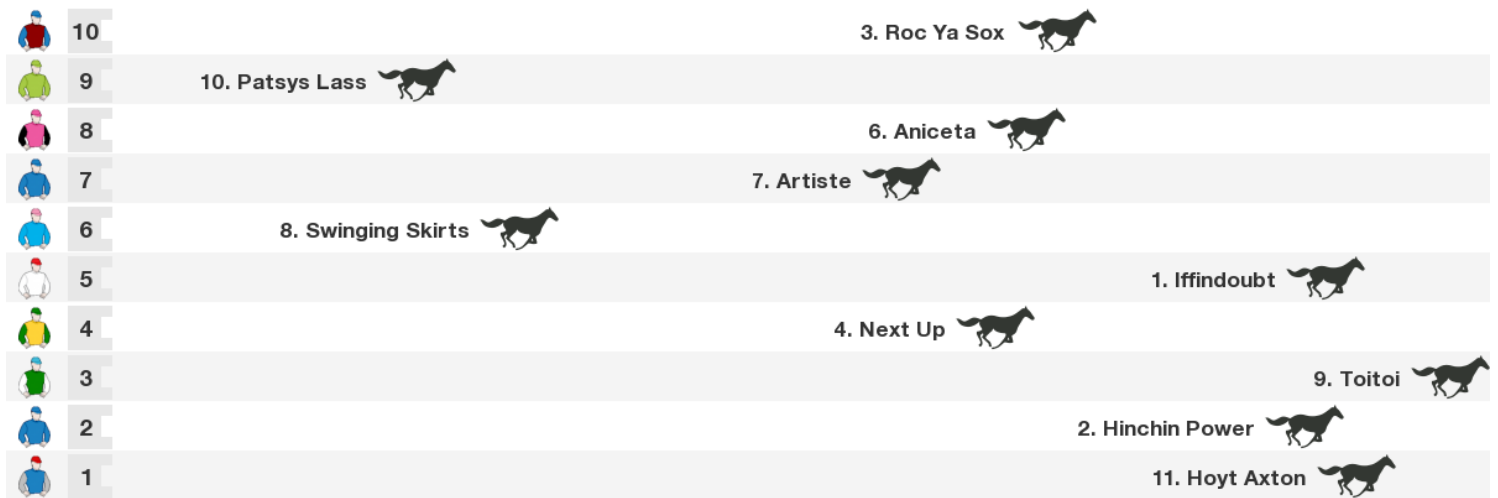 10 3. Roc Ya Sox
9 10. Patsys Lass
8 6. Aniceta
7 7. Artiste
6 8. Swinging Skirts
5 1. Iffindoubt
4 4. Next Up
3 9. Toitoi
2 2. Hinchin Power
1 11. Hoyt Axton